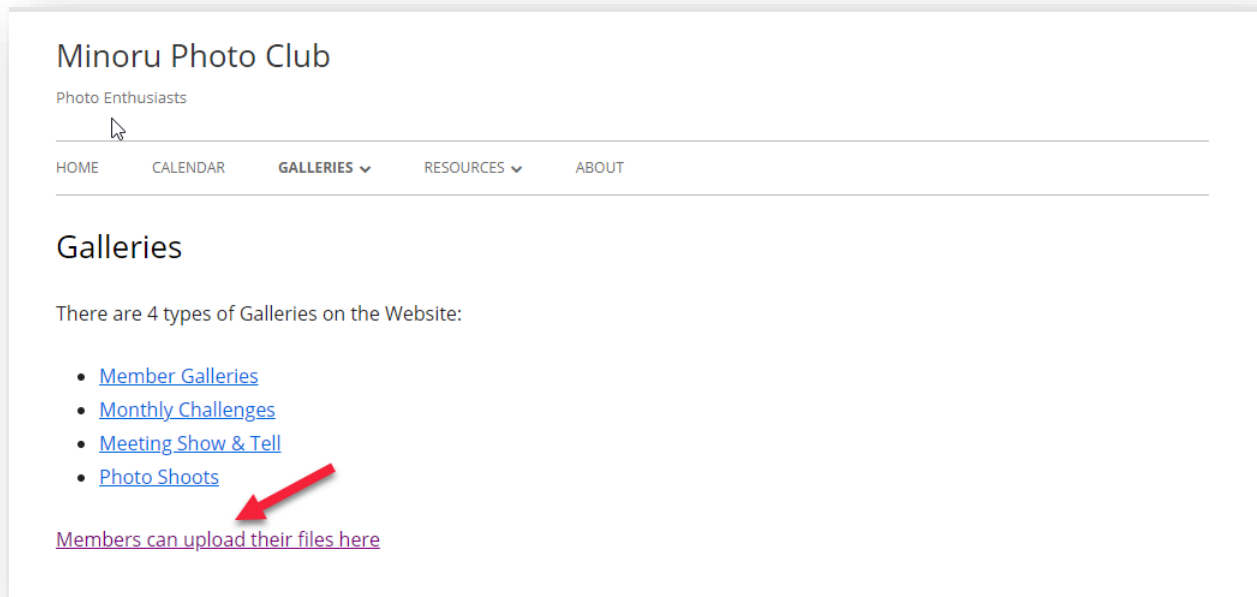 Minoru Photo Club
Photo Enthusiasts
HOME CALENDAR GALLERIES RESOURCES ABOUT
Galleries
There are 4 types of Galleries on the Website:
Member Galleries
Monthly Challenges
Meeting Show & Tell
Photo Shoots
Members can upload their files here